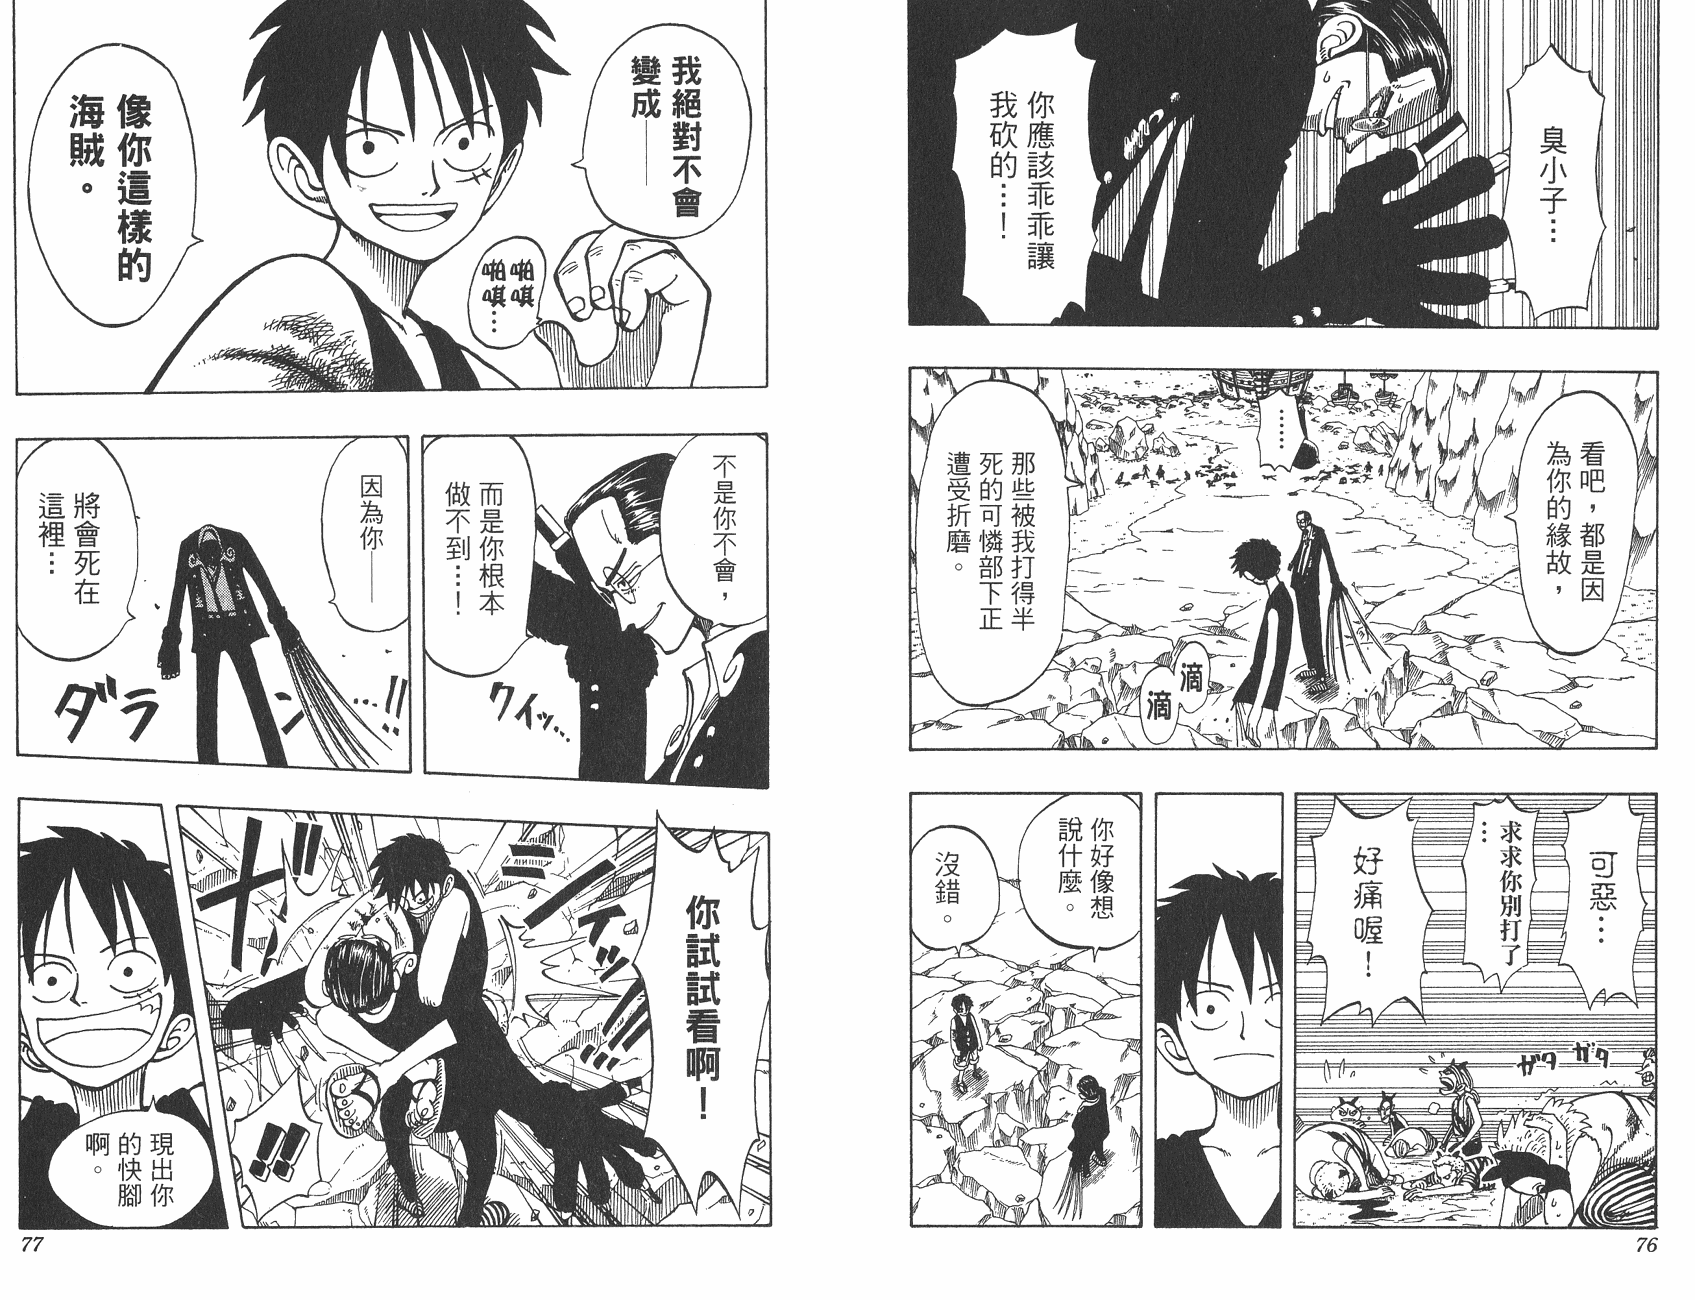 臭小子…
你應該乖乖讓
我砍的…！
看吧，都是因
為你的緣故，
……
那些被我打得半
死的可憐部下正
遭受折磨。
滴
滴
可惡…
求求你別打了
…
好痛喔！
ガタ
ガタ
你好像想
說什麼。
沒錯。
76
我絕對不會
變成——
啪嘰
啪嘰…
像你這樣的
海賊。
不是你不會，
而是你根本
做不到…！
クイッ…
因為你——
將會死在
這裡…
ダラン…!!
你試試看啊！
!!!
現出你
的快腳
啊。
77